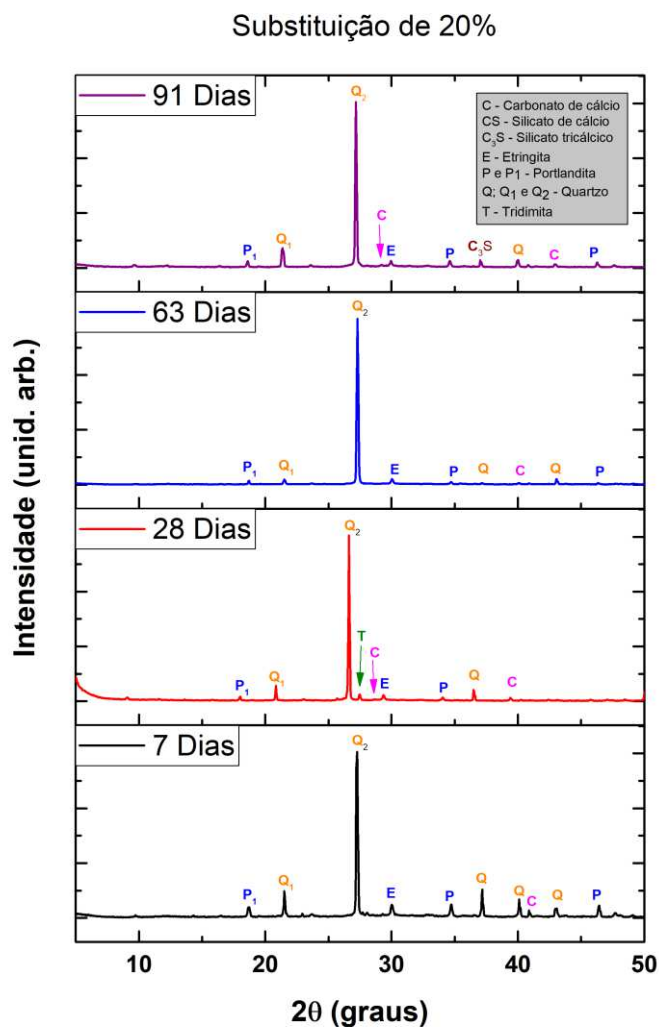 Substituição de 20%
91 Dias
Q₂
C - Carbonato de cálcio
CS - Silicato de cálcio
C₃S - Silicato tricálcico
E - Etringita
P e P1 - Portlandita
Q; Q1 e Q2 - Quartzo
T - Tridimita
P₁ Q₁ C E P C₃S Q C P
63 Dias
Q₂
P₁ Q₁ E P Q C Q P
28 Dias
Q₂
T C
P₁ Q₁ E P Q C
7 Dias
Q₂
P₁ Q₁ E P Q Q C Q P
10 20 30 40 50
2θ (graus)
Intensidade (unid. arb.)